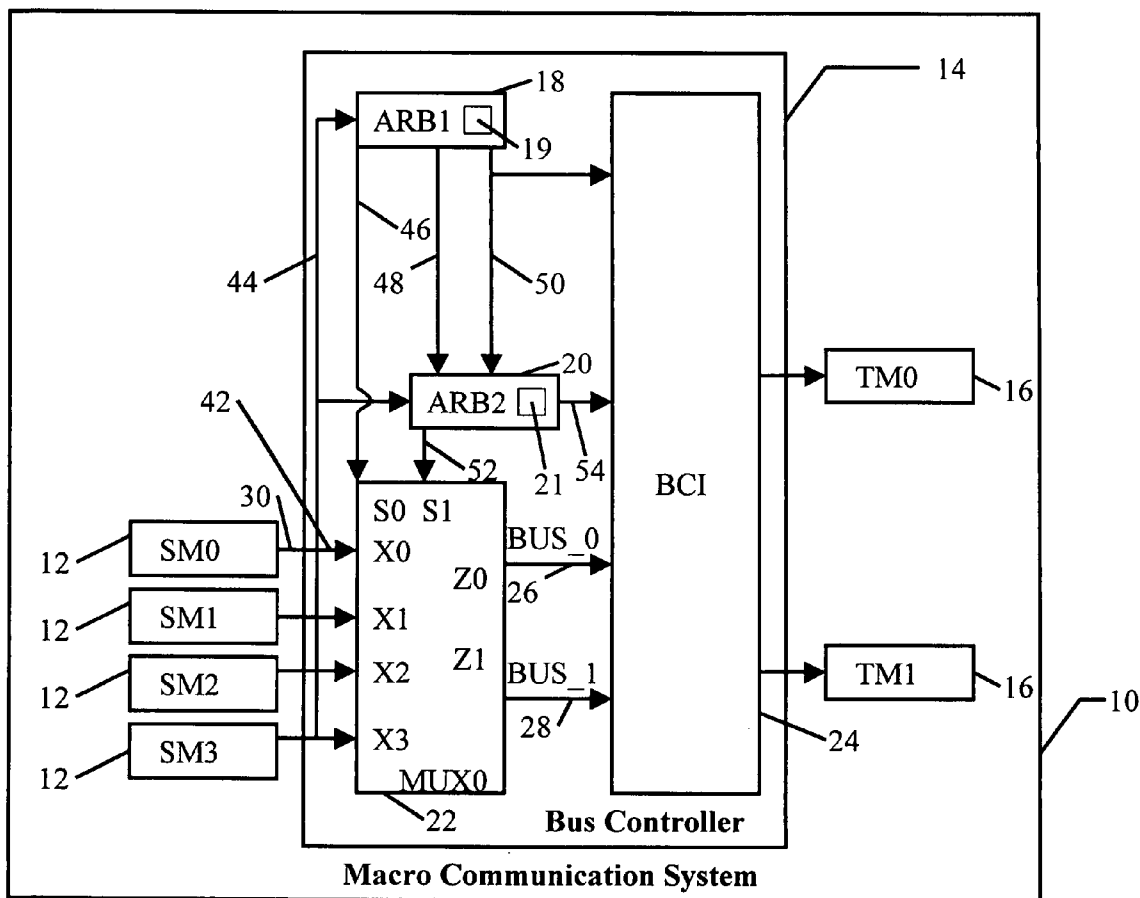 14
18
ARB1
19
46
44
48
50
20
ARB2
TM0
16
42
52
54
21
BCI
S0 S1
30
12
SM0
X0
BUS_0
Z0
26
12
SM1
X1
Z1
12
SM2
X2
BUS_1
TM1
16
10
28
24
12
SM3
X3
MUX0
22
Bus Controller
Macro Communication System